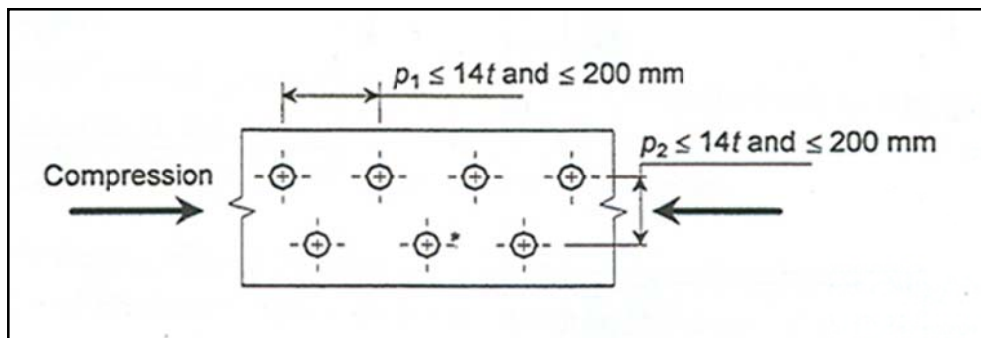 p₁ ≤ 14t and ≤ 200 mm
p₂ ≤ 14t and ≤ 200 mm
Compression